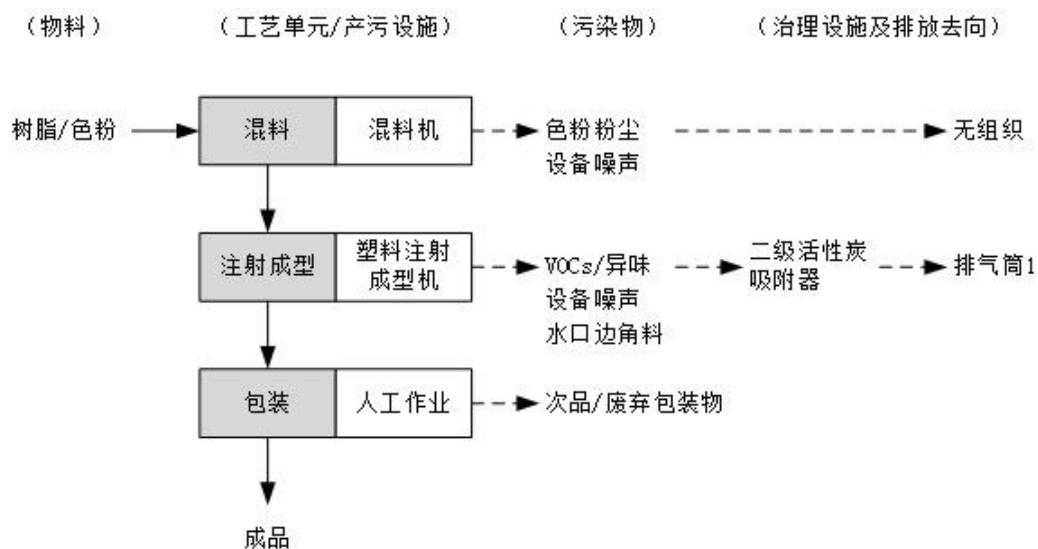 （物料）
（工艺单元/产污设施）
（污染物）
（治理设施及排放去向）
树脂/色粉
混料
混料机
色粉粉尘
设备噪声
无组织
注射成型
塑料注射
成型机
VOCs/异味
设备噪声
水口边角料
二级活性炭
吸附器
排气筒1
包装
人工作业
次品/废弃包装物
成品